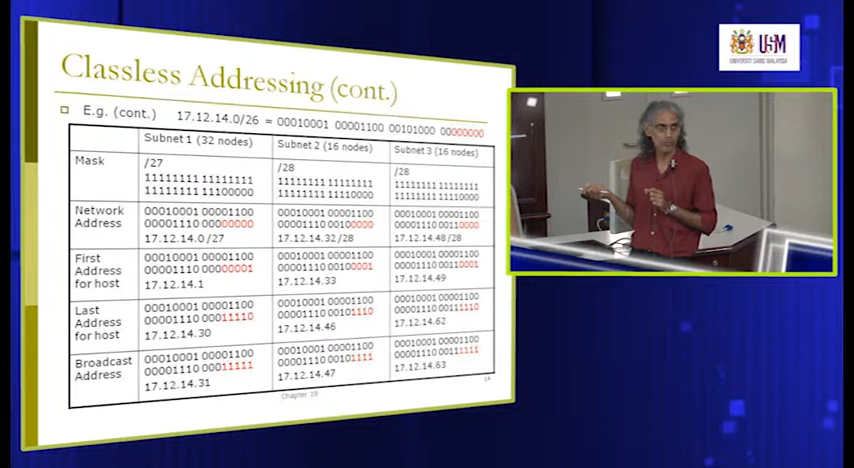 Classless Addressing (cont.)
E.g. (cont.) 17.12.14.0/26 = 00010001 00001100 00101000 00000000
Subnet 1 (32 nodes) Subnet 2 (16 nodes) Subnet 3 (16 nodes)
Mask /27 /28 /28
11111111 11111111 11111111 11111111 11111111 11111111
11111111 11100000 11111111 11110000 11111111 11110000
Network 00010001 00001100 00010001 00001100 00010001 00001100
Address 00001110 00000000 00001110 00100000 00001110 00110000
17.12.14.0 /27 17.12.14.32 /28 17.12.14.48 /28
First 00010001 00001100 00010001 00001100 00010001 00001100
Address 00001110 00000001 00001110 00100001 00001110 00110001
for host 17.12.14.1 17.12.14.33 17.12.14.49
Last 00010001 00001100 00010001 00001100 00010001 00001100
Address 00001110 00011110 00001110 00101110 00001110 00111110
for host 17.12.14.30 17.12.14.46 17.12.14.62
Broadcast 00010001 00001100 00010001 00001100 00010001 00001100
Address 00001110 00011111 00001110 00101111 00001110 00111111
17.12.14.31 17.12.14.47 17.12.14.63
Chapter 19
14
USM
UNIVERSITI SAINS MALAYSIA